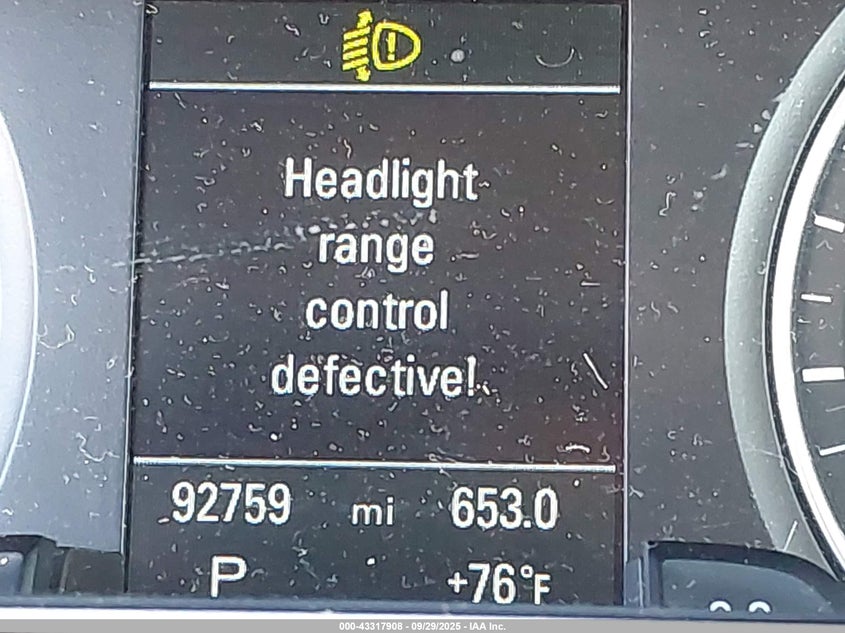 Headlight
range
control
defective!
92759 mi 653.0
P +76°F
000-43317908 - 09/29/2025 - IAA Inc.